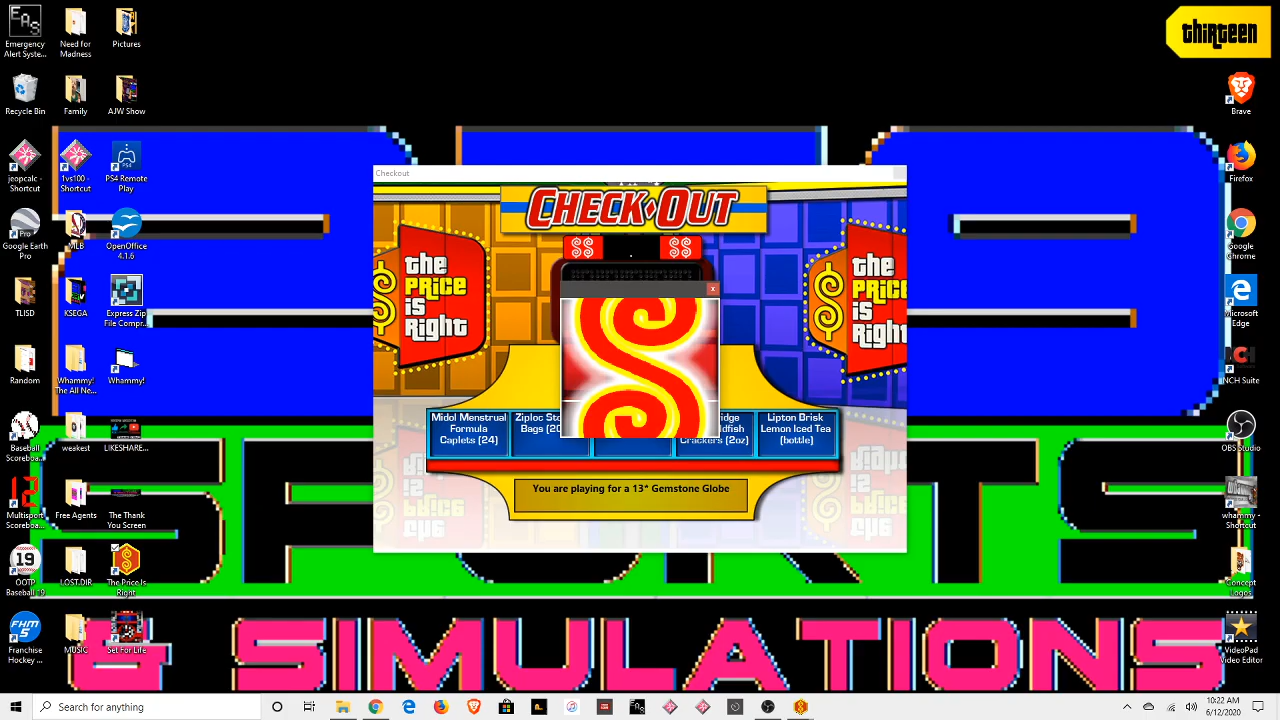 Emergency
Alert Syste...
Need for
Madness
Pictures
thirteen
Recycle Bin
Family
AJW Show
Brave
jeopcalc -
Shortcut
1vs100 -
Shortcut
PS4 Remote
Play
Firefox
Google Earth
Pro
MLB
OpenOffice
4.1.6
Google
Chrome
TLISD
KSEGA
Express Zip
File Compr...
Microsoft
Edge
Random
Whammy!
The All Ne...
Whammy!
NCH Suite
Baseball
Scoreboa...
weakest
LIKESHARE...
OBS Studio
Multisport
Scoreboa...
Free Agents
The Thank
You Screen
whammy -
Shortcut
OOTP
Baseball 19
LOST.DIR
The Price Is
Right
Concept
Logos
Franchise
Hockey ...
MUSIC
Set For Life
VideoPad
Video Editor
Checkout
CHECK OUT
the
PRICE
is
Right
the
PRICE
is
Right
Midol Menstrual
Formula
Caplets (24)
Lipton Brisk
Lemon Iced Tea
(bottle)
Crackers (2oz)
You are playing for a 13" Gemstone Globe
SPORTS
& SIMULATIONS
Search for anything
10:22 AM
6/12/2020